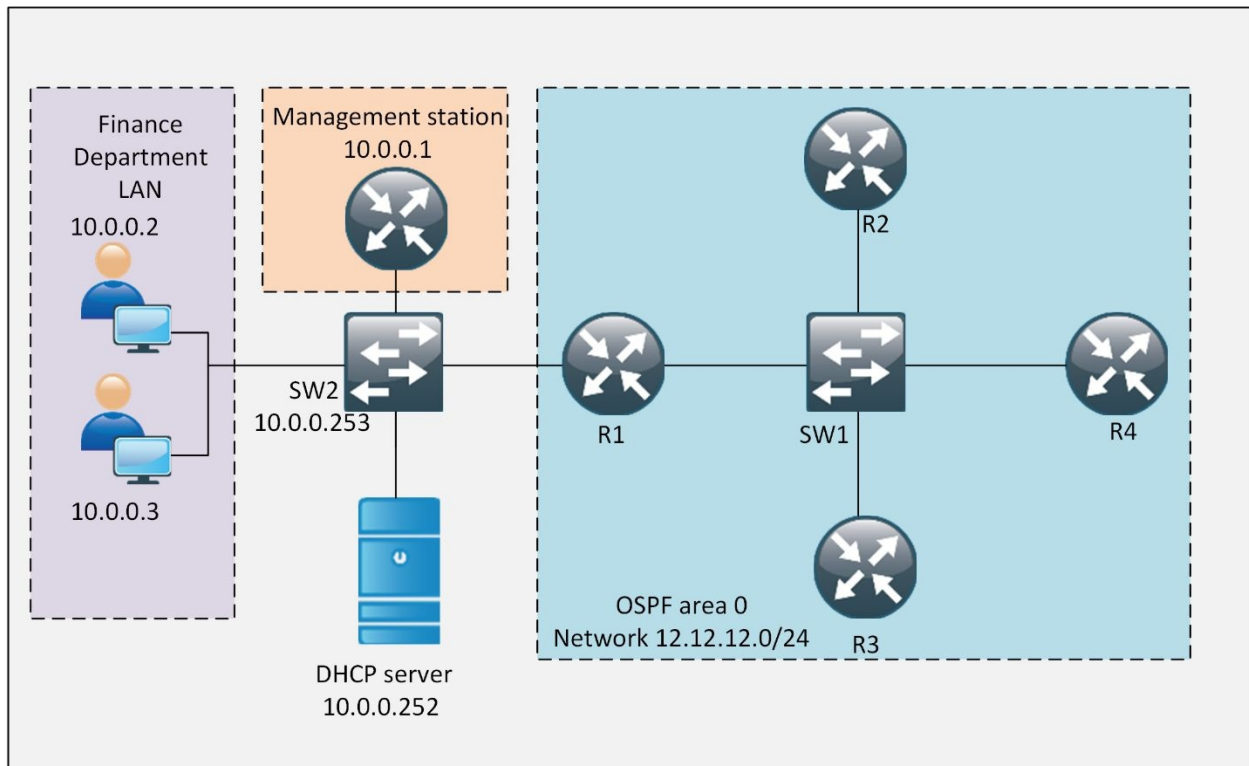 Finance
Department
LAN
10.0.0.2
10.0.0.3
Management station
10.0.0.1
SW2
10.0.0.253
DHCP server
10.0.0.252
R1
R2
SW1
R4
R3
OSPF area 0
Network 12.12.12.0/24